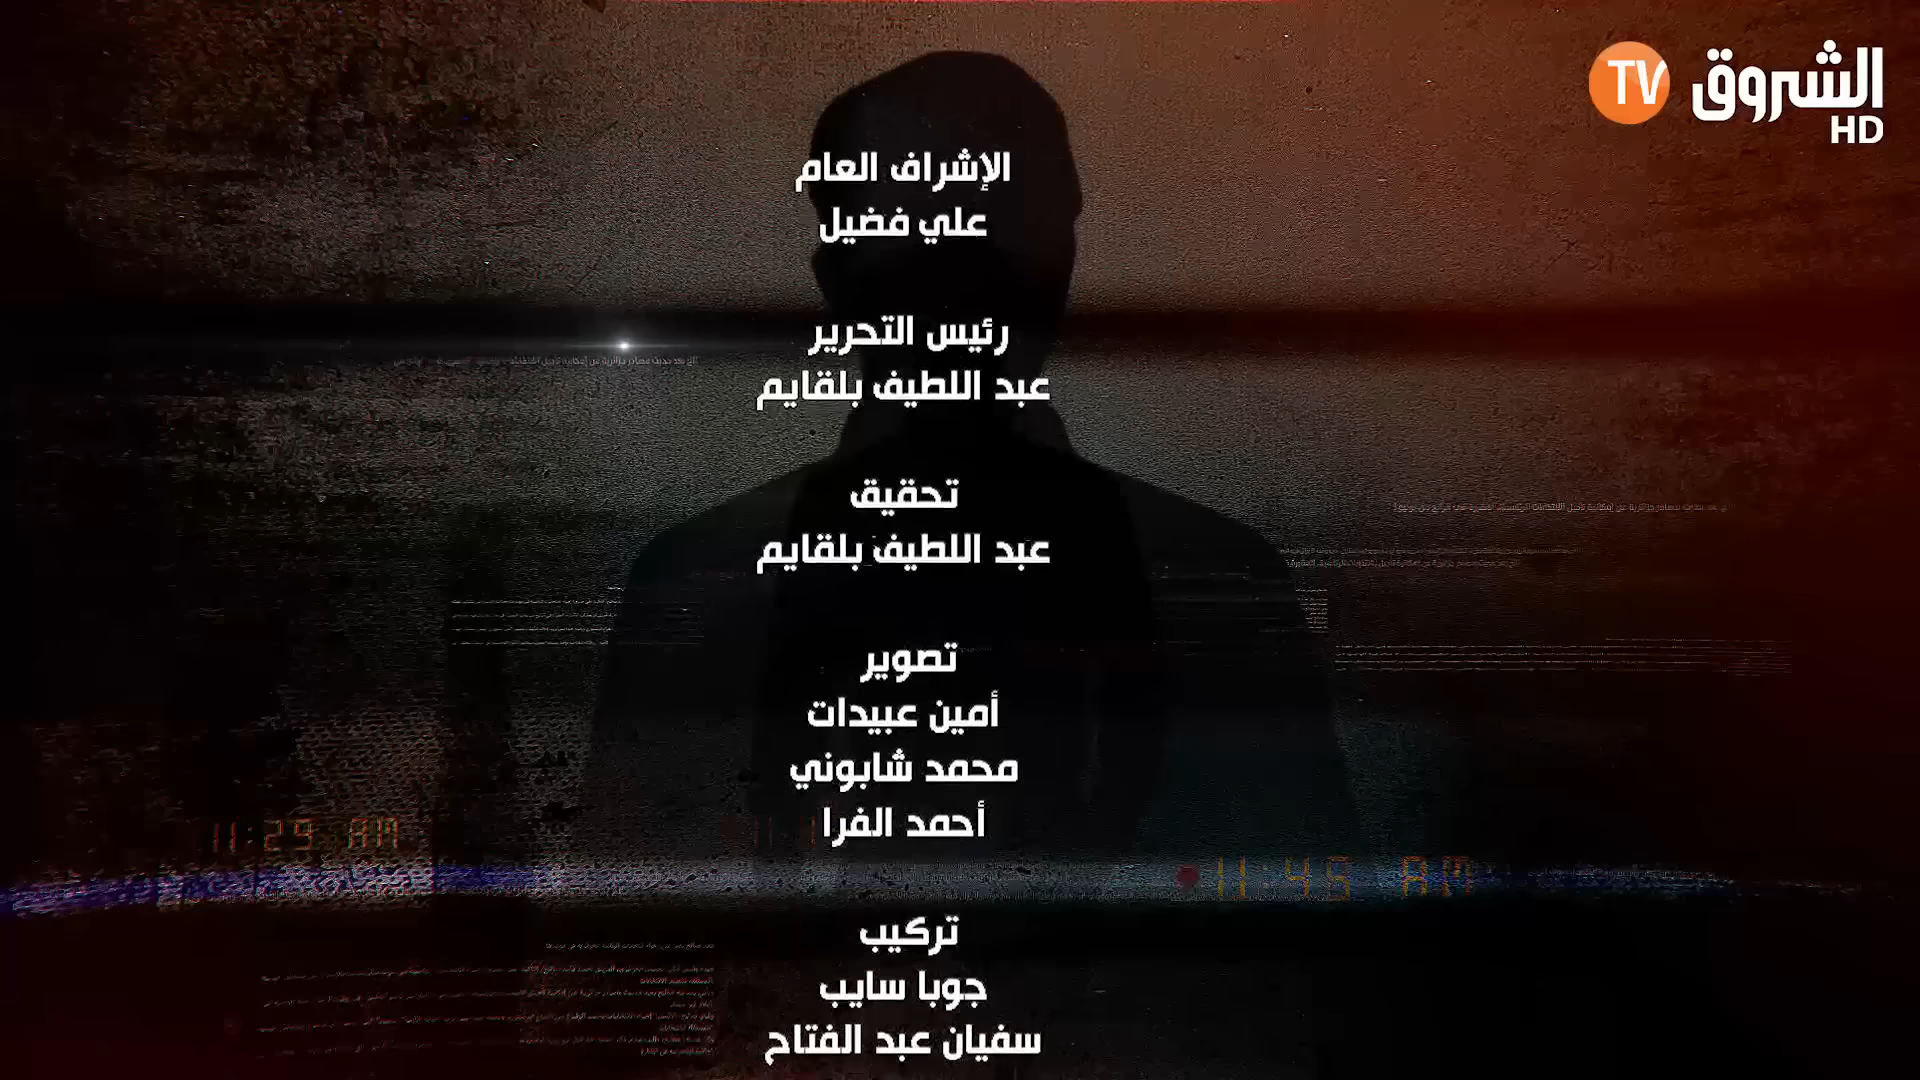 TV الشروق
HD
الإشراف العام
علي فضيل
رئيس التحرير
عبد اللطيف بلقايم
تحقيق
عبد اللطيف بلقايم
تصوير
أمين عبيدات
محمد شابوني
أحمد الفرا
11:29 AM
11:45 AM
تركيب
جوبا سايب
سفيان عبد الفتاح